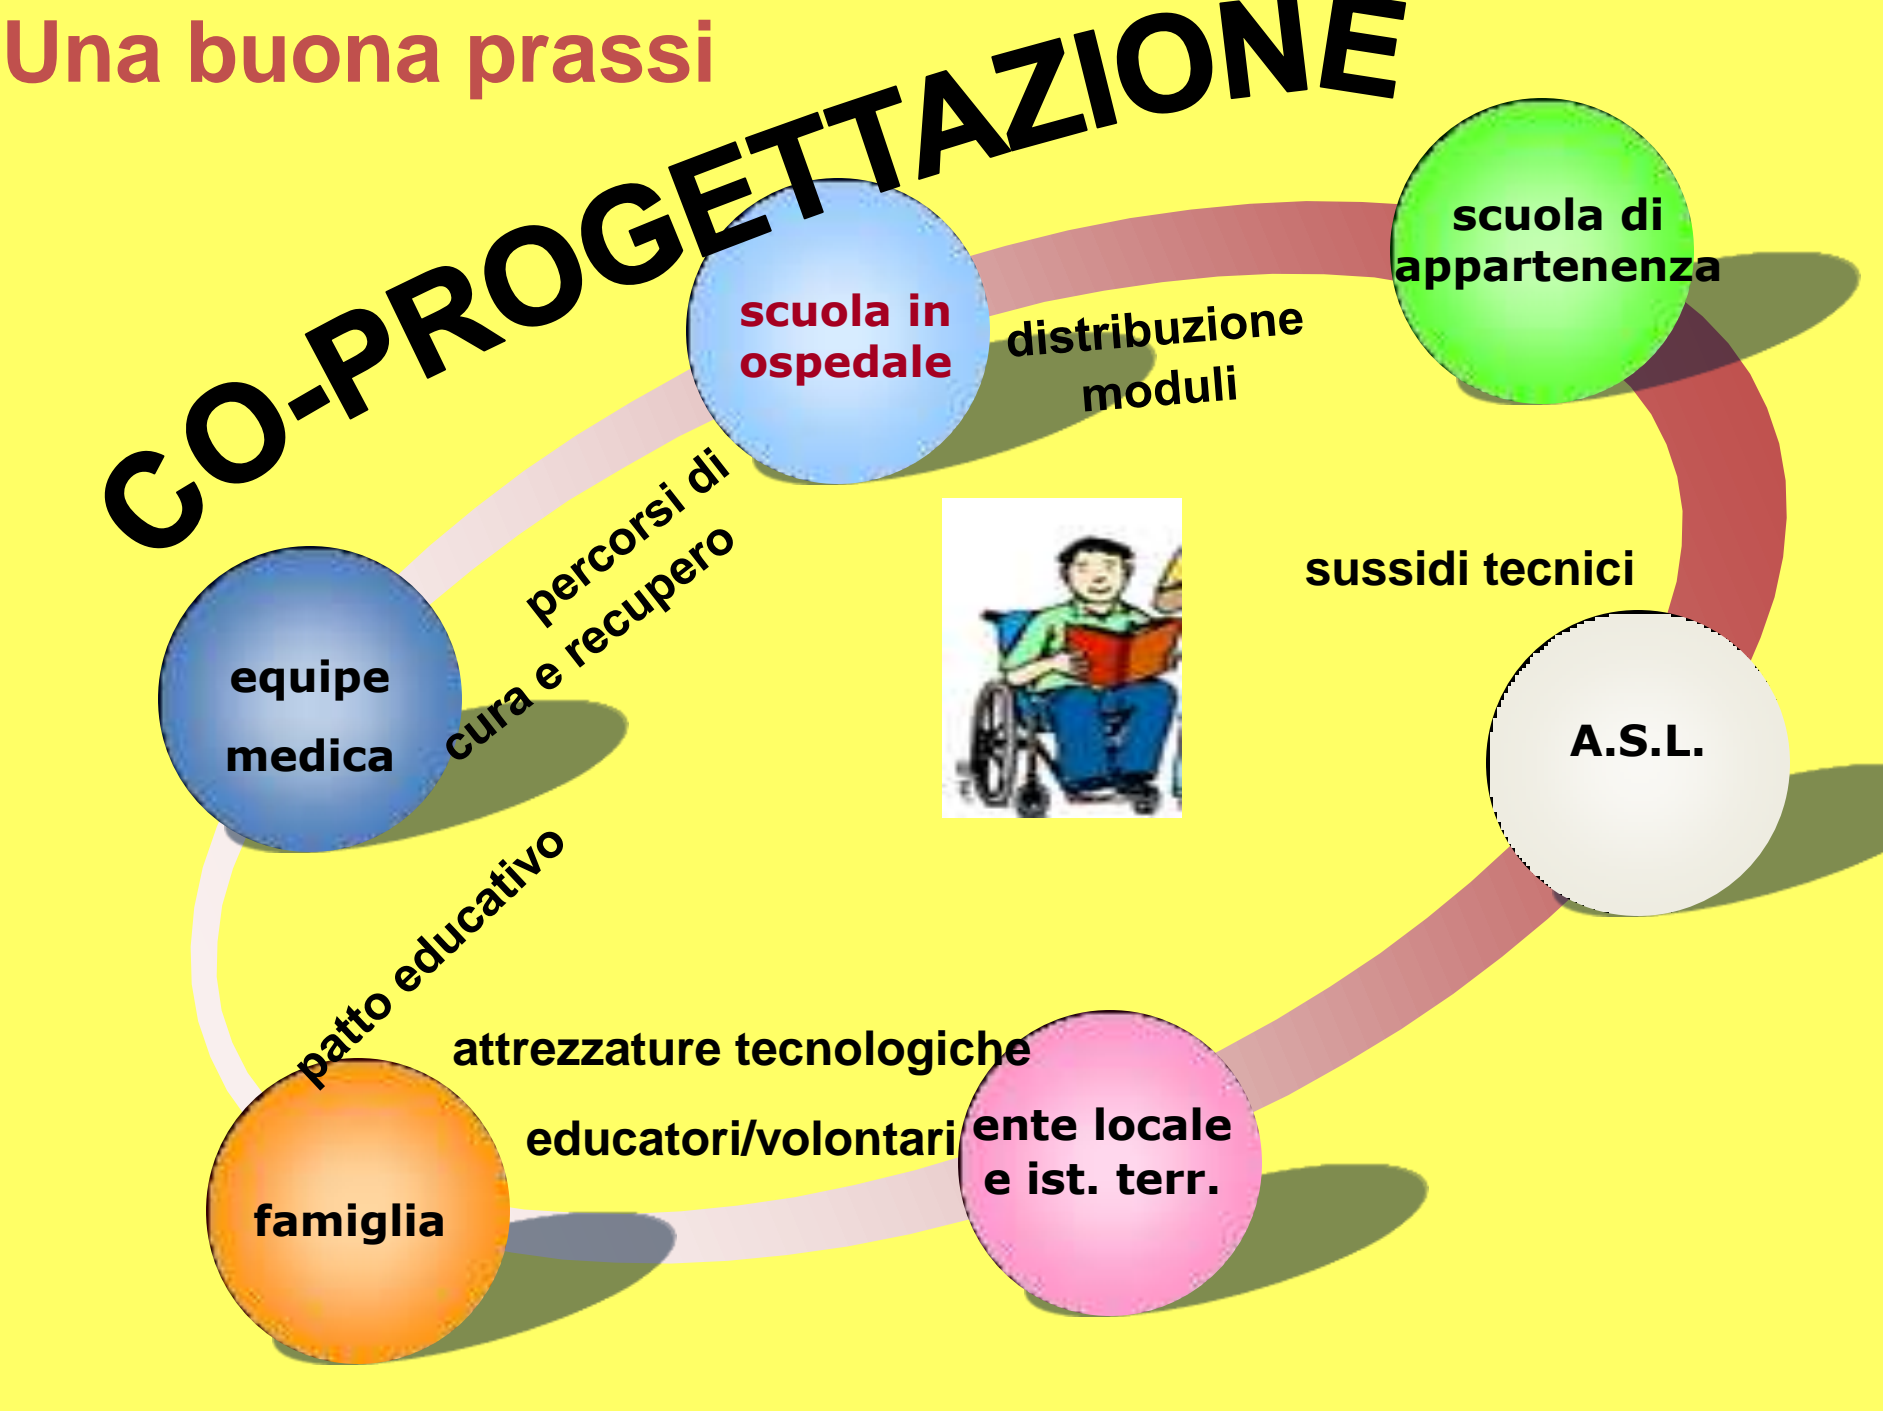 Una buona prassi
CO-PROGETTAZIONE
scuola di
appartenenza
scuola in
ospedale
distribuzione
moduli
percorsi di
cura e recupero
sussidi tecnici
equipe
medica
A.S.L.
patto educativo
attrezzature tecnologiche
educatori/volontari
ente locale
e ist. terr.
famiglia